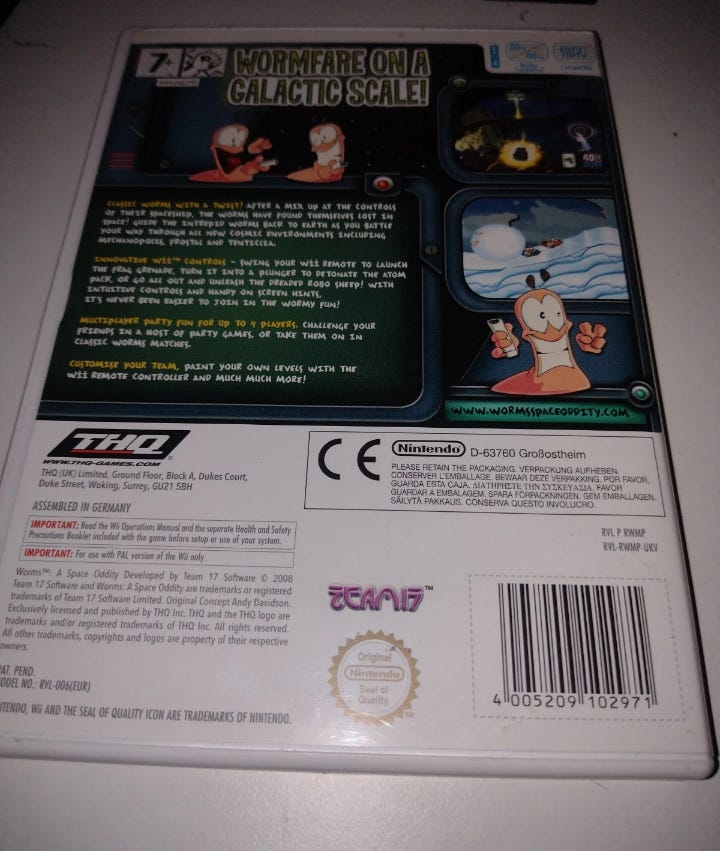 7+
www.pegi.info
WORMFARE ON A
GALACTIC SCALE!
50Hz
60Hz
EDTV/
HDTV
Compatible
CLASSIC WORMS WITH A TWIST! AFTER A MIX UP AT THE CONTROLS
OF THEIR SPACESHIP, THE WORMS HAVE FOUND THEMSELVES LOST IN
SPACE! GUIDE THE INTREPID WORMS BACK TO EARTH AS YOU BATTLE
YOUR WAY THROUGH ALL NEW COSMIC ENVIRONMENTS INCLUDING
MECHANOPOLIS, FROSTAL AND TENTICLIA.
INNOVATIVE Wii™ CONTROLS - SWING YOUR Wii REMOTE TO LAUNCH
THE FRAG GRENADE, TURN IT INTO A PLUNGER TO DETONATE THE ATOM
PACK, OR GO ALL OUT AND UNLEASH THE DREADED ROBO SHEEP! WITH
INTUITIVE CONTROLS AND HANDY ON SCREEN HINTS,
IT'S NEVER BEEN EASIER TO JOIN IN THE WORMY FUN!
MULTIPLAYER PARTY FUN FOR UP TO 4 PLAYERS. CHALLENGE YOUR
FRIENDS IN A HOST OF PARTY GAMES, OR TAKE THEM ON IN
CLASSIC WORMS MATCHES.
CUSTOMISE YOUR TEAM, PAINT YOUR OWN LEVELS WITH THE
Wii REMOTE CONTROLLER AND MUCH MUCH MORE!
40
WWW.WORMSSPACEODDITY.COM
THQ
WWW.THQ-GAMES.COM
THQ (UK) Limited, Ground Floor, Block A, Dukes Court,
Duke Street, Woking, Surrey, GU21 5BH
ASSEMBLED IN GERMANY
IMPORTANT: Read the Wii Operations Manual and the separate Health and Safety
Precautions Booklet included with the game before setup or use of your system.
IMPORTANT: For use with PAL version of the Wii only.
Worms™: A Space Oddity Developed by Team 17 Software © 2008
Team 17 Software and Worms: A Space Oddity are trademarks or registered
trademarks of Team 17 Software Limited. Original Concept Andy Davidson.
Exclusively licensed and published by THQ Inc. THQ and the THQ logo are
trademarks and/or registered trademarks of THQ Inc. All rights reserved.
All other trademarks, copyrights and logos are property of their respective
owners.
PAT. PEND.
MODEL NO.: RVL-006(EUR)
NINTENDO, Wii AND THE SEAL OF QUALITY ICON ARE TRADEMARKS OF NINTENDO.
CE Nintendo D-63760 Großostheim
PLEASE RETAIN THE PACKAGING. VERPACKUNG AUFHEBEN.
CONSERVER L'EMBALLAGE. BEWAAR DEZE VERPAKKING. POR FAVOR,
GUARDA ESTA CAJA. ΔΙΑΤΗΡΗΣΤΕ ΤΗΝ ΣΥΣΚΕΥΑΣΙΑ. FAVOR
GUARDAR A EMBALAGEM. SPARA FÖRPACKNINGEN. GEM EMBALLAGEN.
SÄILYTÄ PAKKAUS. CONSERVA QUESTO INVOLUCRO.
RVL P RWMP
RVL-RWMP-UKV
TEAM17™
Original
Nintendo
Seal of
Quality
TM
4 005209 102971